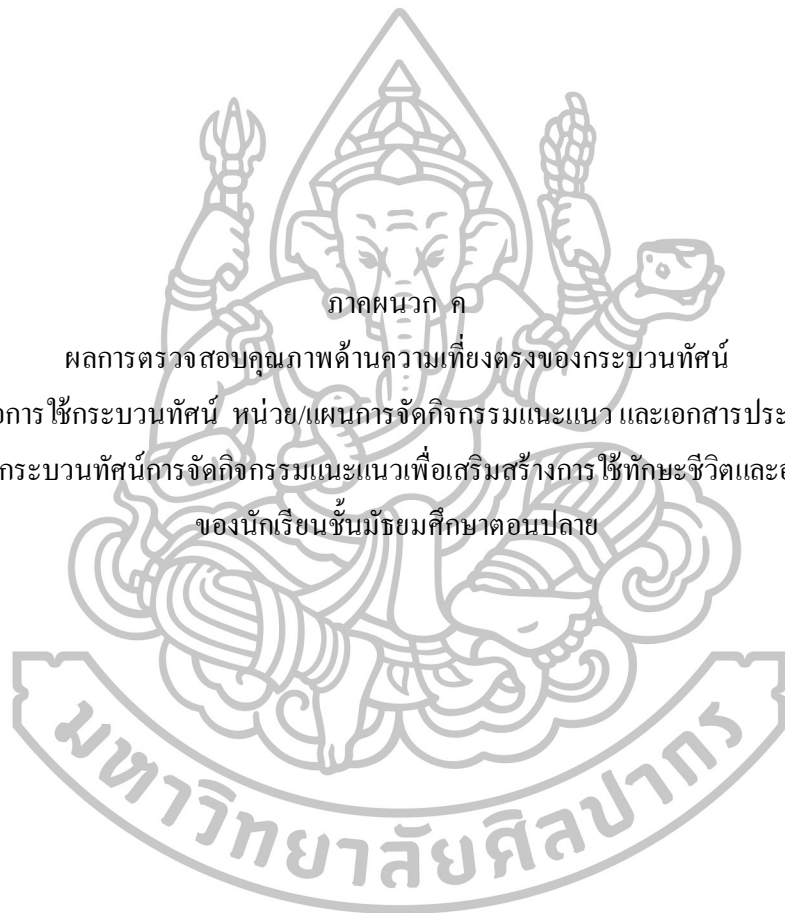 ภาคผนวก ค
ผลการตรวจสอบคุณภาพด้านความเที่ยงตรงของกระบวนทัศน์
การใช้กระบวนทัศน์ หน่วย/แผนการจัดกิจกรรมแนะแนว และเอกสาร
กระบวนทัศน์การจัดกิจกรรมแนะแนวเพื่อเสริมสร้างการใช้ทักษะชีวิตและ
ของนักเรียนชั้นมัธยมศึกษาตอนปลาย
มหาวิทยาลัยศิลปากร